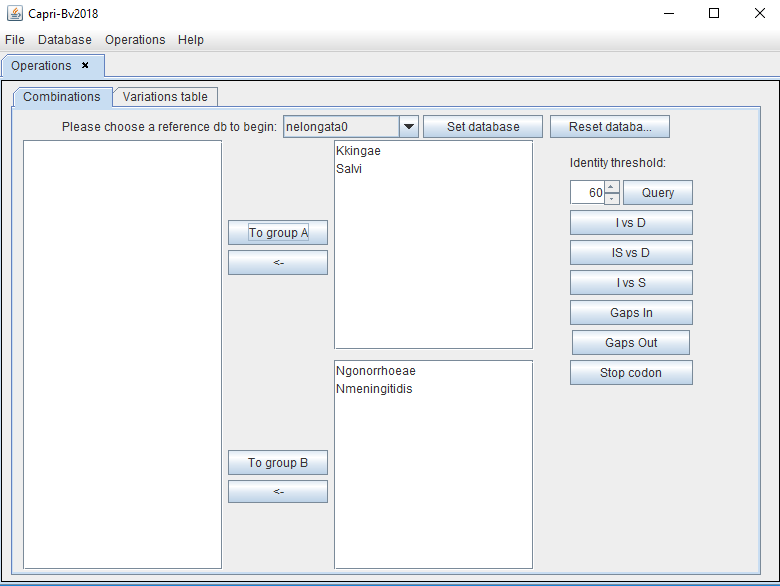 Capri-Bv2018
File Database Operations Help
Operations ×
Combinations Variations table
Please choose a reference db to begin: nelongata0 Set database Reset databa...
Kkingae
Salvi
Identity threshold:
60 Query
To group A
<-
I vs D
IS vs D
I vs S
Gaps In
Gaps Out
Stop codon
Ngonorrhoeae
Nmeningitidis
To group B
<-